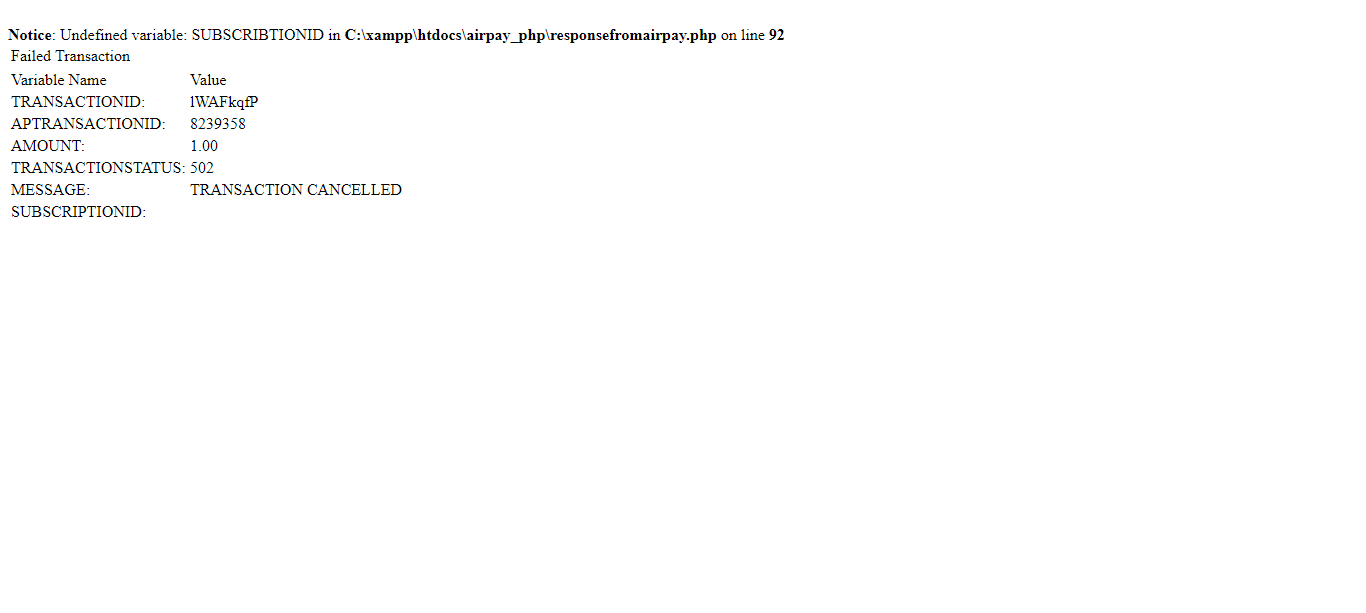 Notice: Undefined variable: SUBSCRIBTIONID in C:\xampp\htdocs\airpay_php\responsefromairpay.php on line 92
Failed Transaction
Variable Name Value
TRANSACTIONID: lWAFkqfP
APTRANSACTIONID: 8239358
AMOUNT: 1.00
TRANSACTIONSTATUS: 502
MESSAGE: TRANSACTION CANCELLED
SUBSCRIPTIONID: